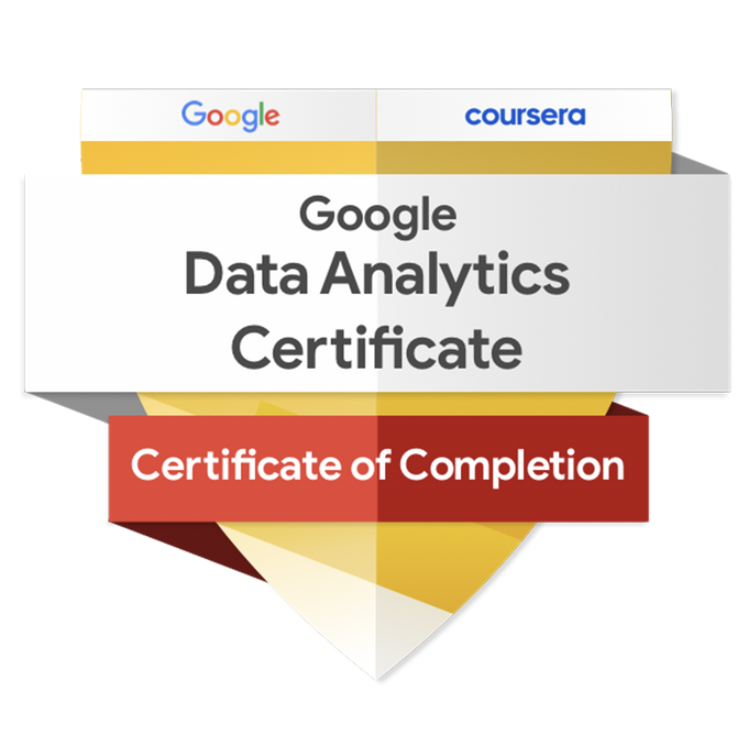 Google coursera
Google
Data Analytics
Certificate
Certificate of Completion